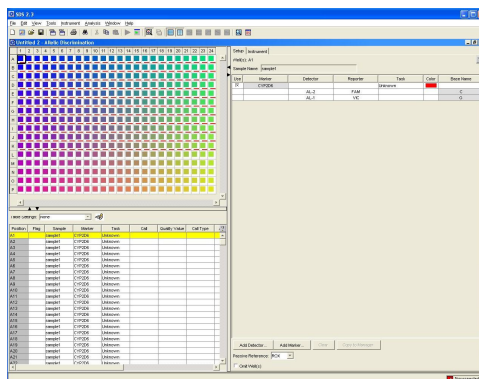 SDS 2.3
File Edit View Tools Instrument Analysis Window Help
Untitled 2 Allelic Discrimination
1 2 3 4 5 6 7 8 9 10 11 12 13 14 15 16 17 18 19 20 21 22 23 24
A
B
C
D
E
F
G
H
I
J
K
L
M
N
O
P
Setup Instrument
Well(s): A1
Sample Name: sample1
Use Marker Detector Reporter Task Color Base Name
CYP2D6 Unknown
AL-2 FAM C
AL-1 VIC G
Table Settings: none
Position Flag Sample Marker Task Call Quality Value Call Type
A1 sample1 CYP2D6 Unknown
A2 sample1 CYP2D6 Unknown
A3 sample1 CYP2D6 Unknown
A4 sample1 CYP2D6 Unknown
A5 sample1 CYP2D6 Unknown
A6 sample1 CYP2D6 Unknown
A7 sample1 CYP2D6 Unknown
A8 sample1 CYP2D6 Unknown
A9 sample1 CYP2D6 Unknown
A10 sample1 CYP2D6 Unknown
A11 sample1 CYP2D6 Unknown
A12 sample1 CYP2D6 Unknown
A13 sample1 CYP2D6 Unknown
A14 sample1 CYP2D6 Unknown
A15 sample1 CYP2D6 Unknown
A16 sample1 CYP2D6 Unknown
A17 sample1 CYP2D6 Unknown
A18 sample1 CYP2D6 Unknown
A19 sample1 CYP2D6 Unknown
A20 sample1 CYP2D6 Unknown
A21 sample1 CYP2D6 Unknown
A22 sample1 CYP2D6 Unknown
Add Detector... Add Marker... Clear Copy to Manager
Passive Reference: ROX
Omit Well(s)